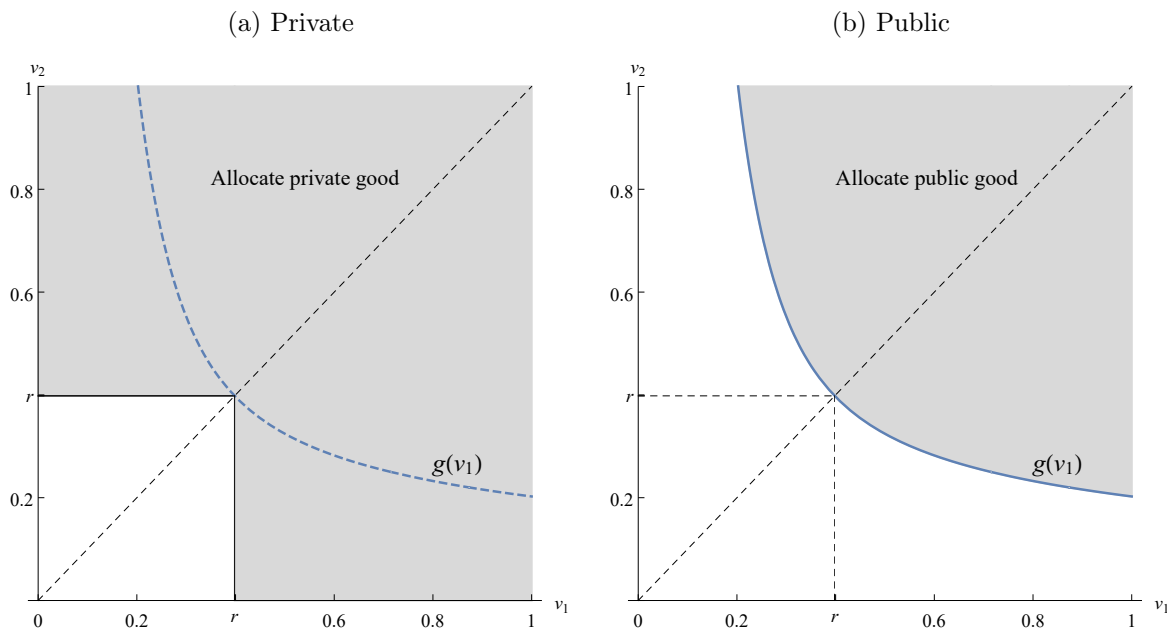 (a) Private
v₂
1
0.8
0.6
r
0.2
0
0.2
r
0.6
0.8
1
v₁
Allocate private good
g(v₁)
(b) Public
v₂
1
0.8
0.6
r
0.2
0
0.2
r
0.6
0.8
1
v₁
Allocate public good
g(v₁)